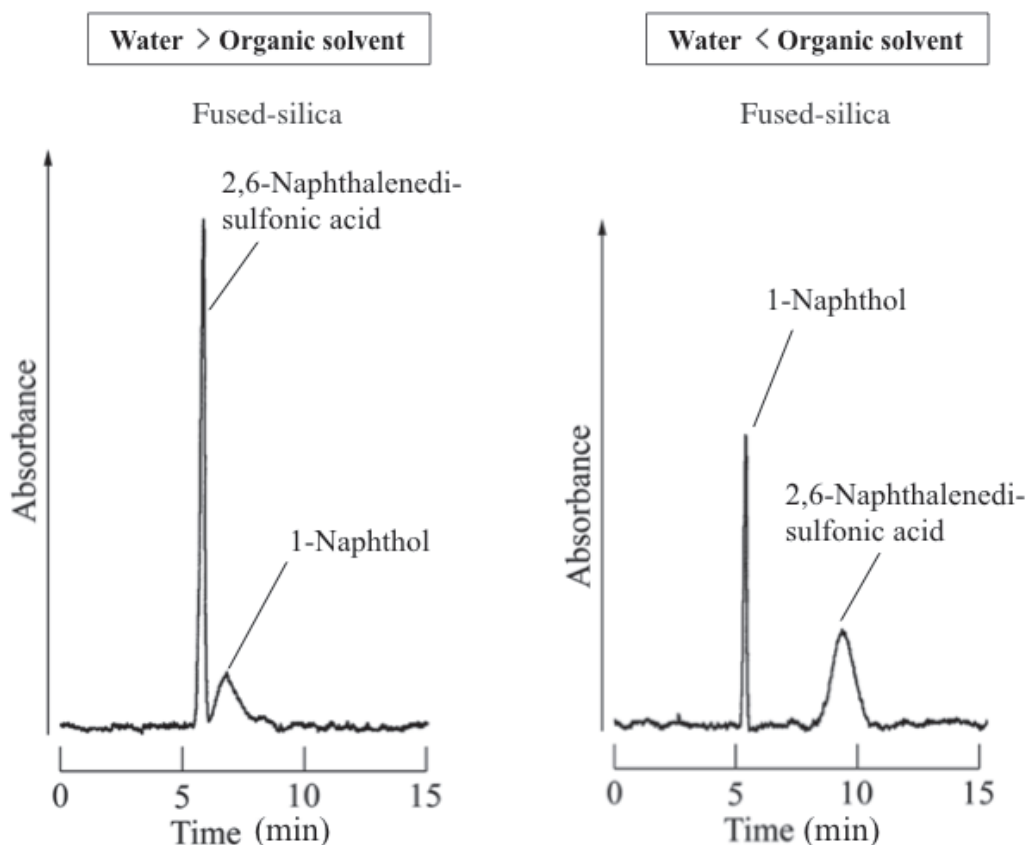 Water > Organic solvent
Fused-silica
2,6-Naphthalenedi-
sulfonic acid
1-Naphthol
Absorbance
0 5 10 15
Time (min)
Water < Organic solvent
Fused-silica
1-Naphthol
2,6-Naphthalenedi-
sulfonic acid
Absorbance
0 5 10 15
Time (min)